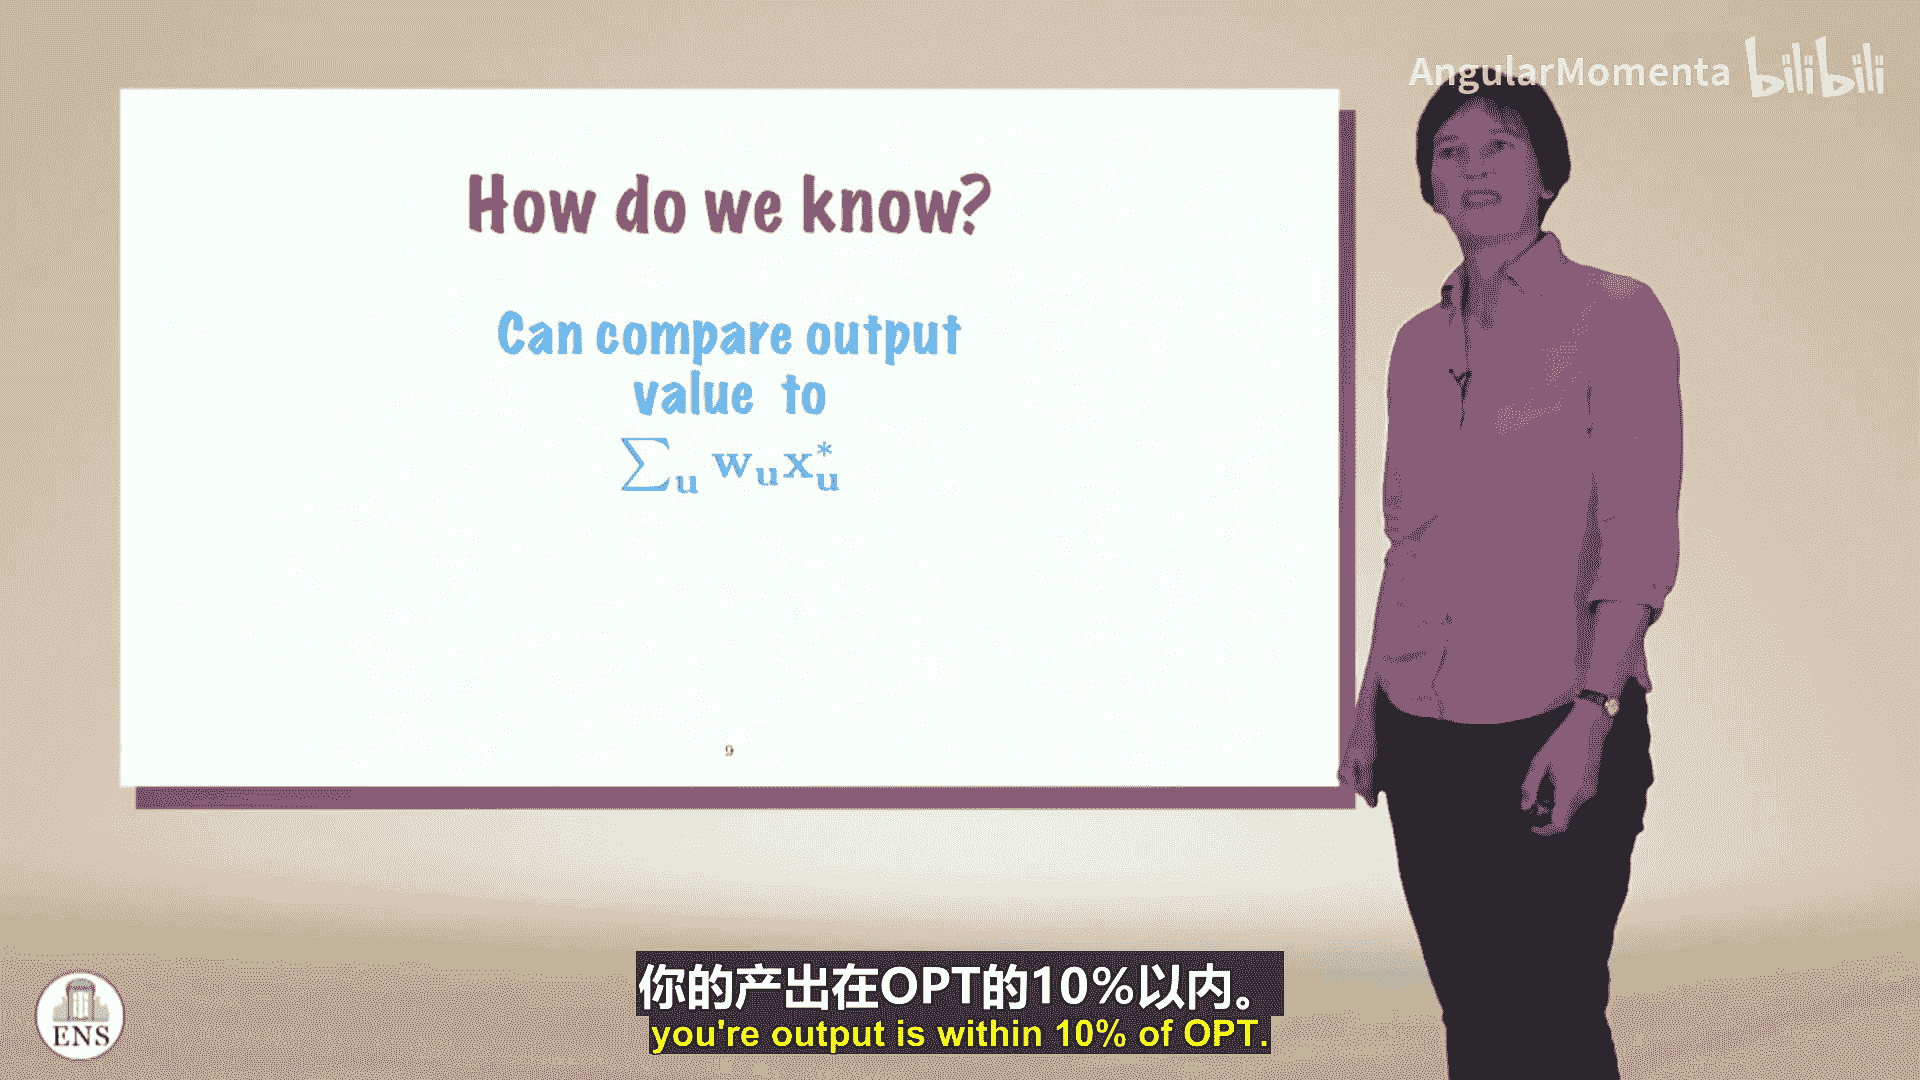 AngularMomenta bilibili
How do we know?
Can compare output
value to
∑ᵤ wᵤxᵤ*
9
ENS
你的产出在OPT的10%以内。
you're output is within 10% of OPT.